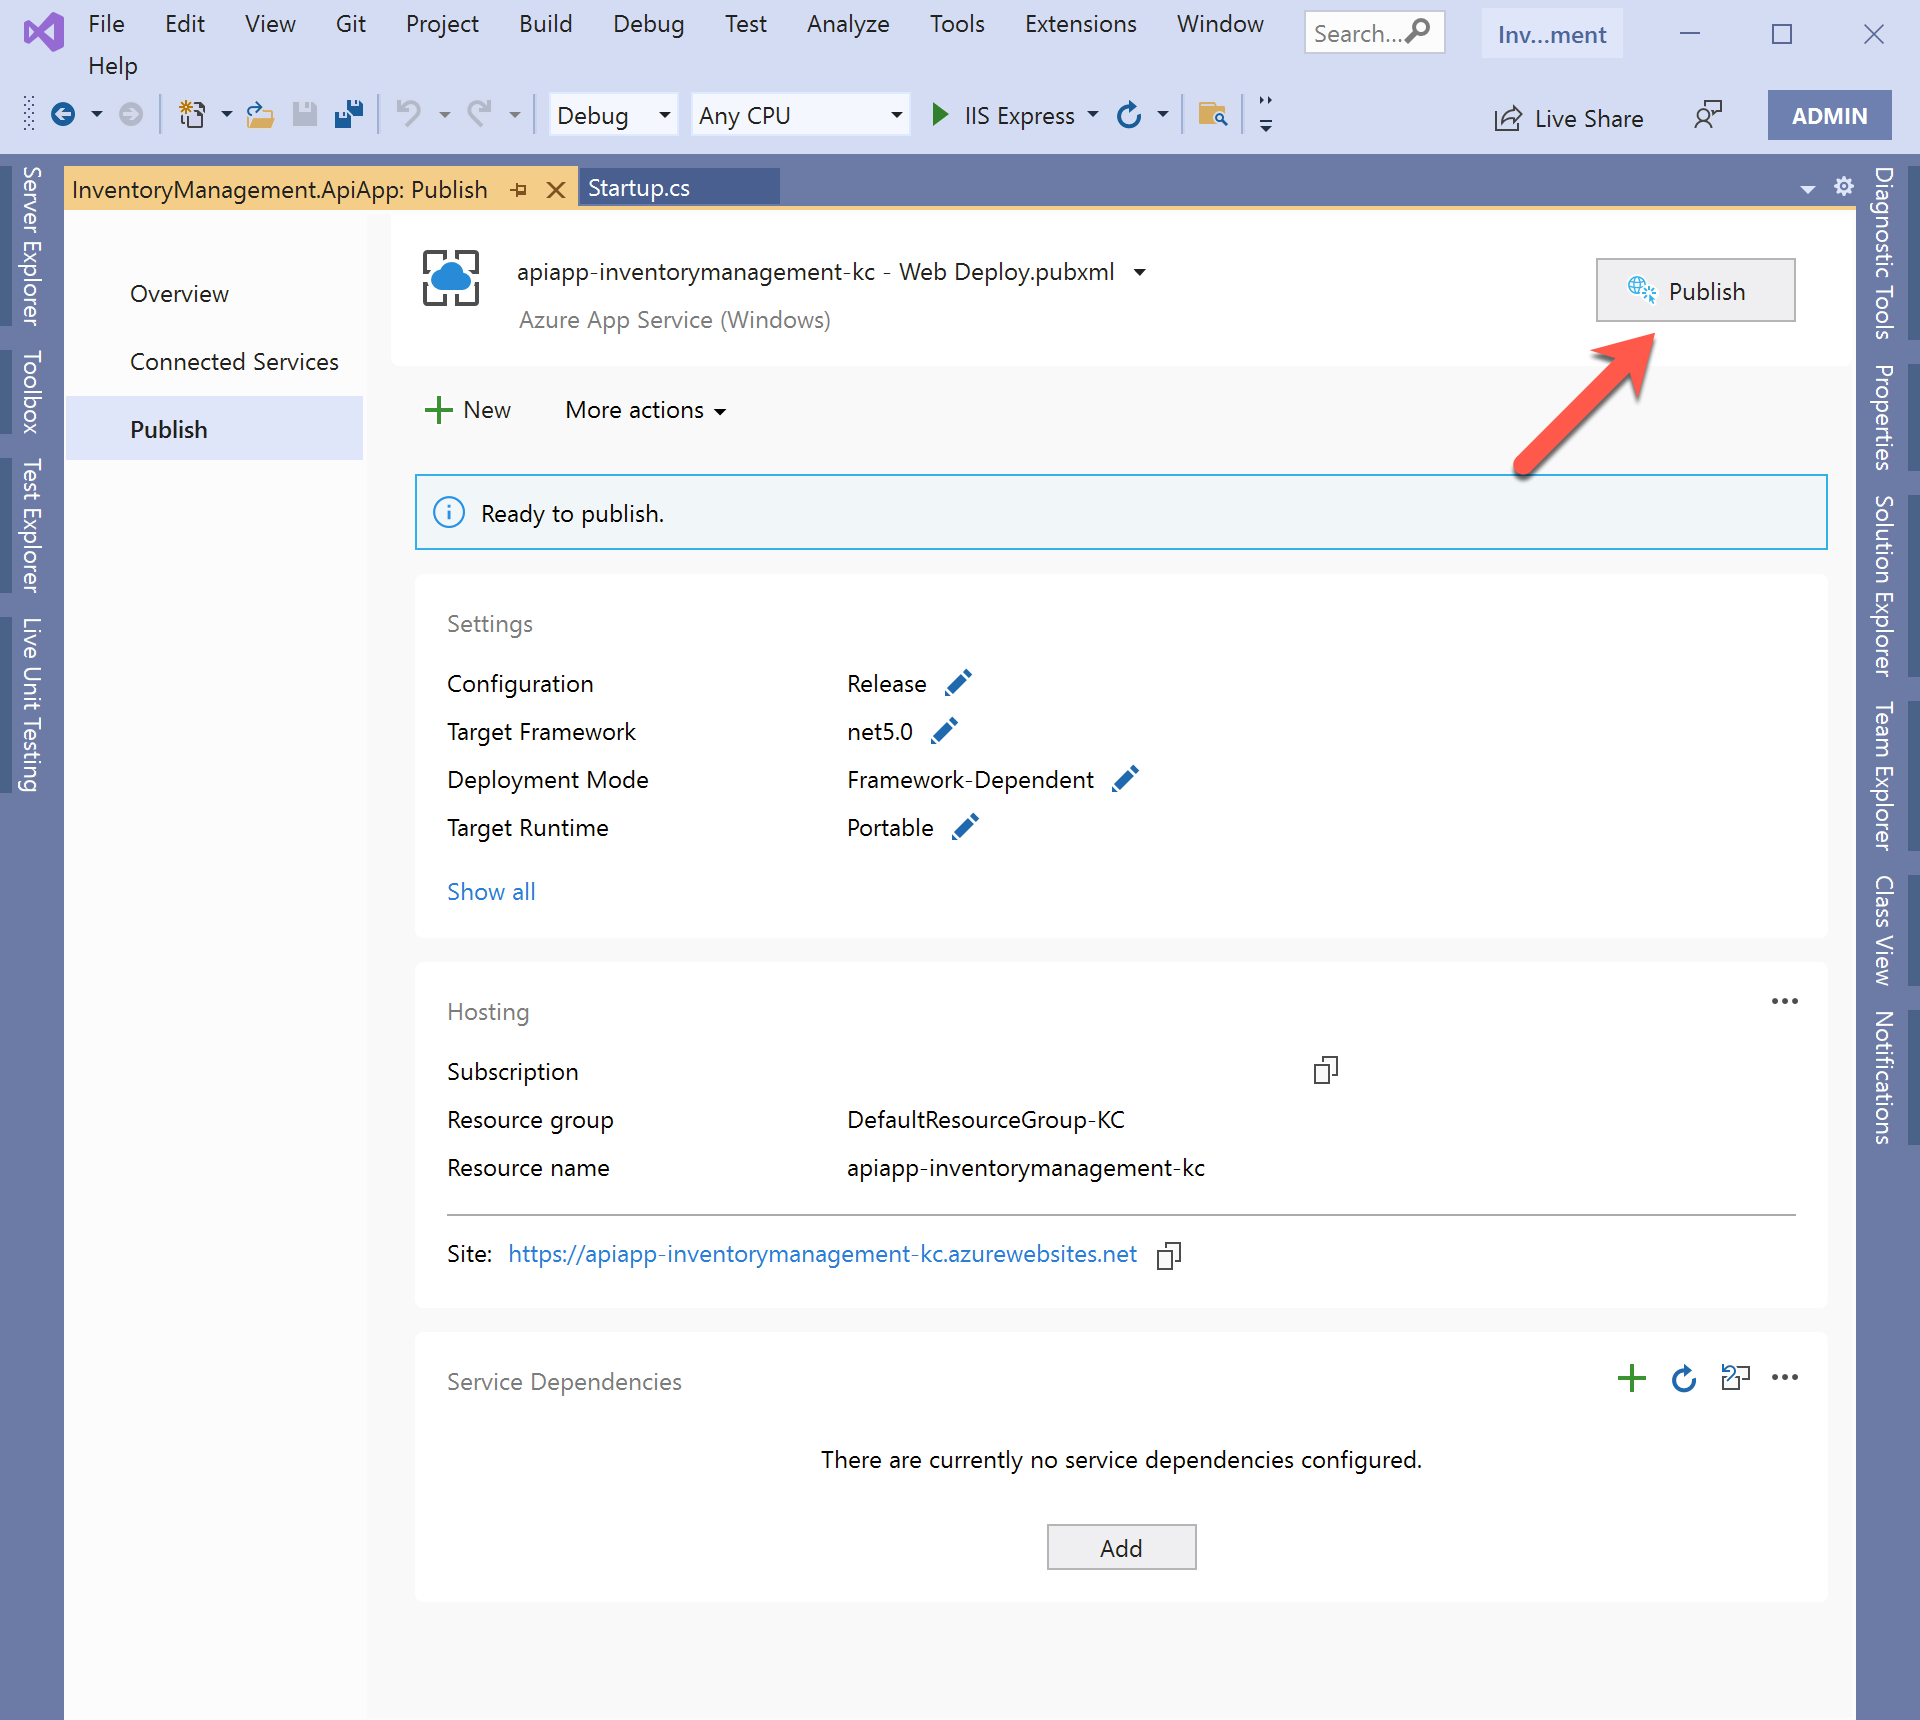 File Edit View Git Project Build Debug Test Analyze Tools Extensions Window Search... Inv...ment
Help
Debug Any CPU IIS Express Live Share ADMIN
InventoryManagement.ApiApp: Publish Startup.cs
Server Explorer
Toolbox
Test Explorer
Live Unit Testing
Overview
Connected Services
Publish
apiapp-inventorymanagement-kc - Web Deploy.pubxml
Azure App Service (Windows)
Publish
New More actions
Ready to publish.
Settings
Configuration Release
Target Framework net5.0
Deployment Mode Framework-Dependent
Target Runtime Portable
Show all
Hosting
Subscription
Resource group DefaultResourceGroup-KC
Resource name apiapp-inventorymanagement-kc
Site: https://apiapp-inventorymanagement-kc.azurewebsites.net
Service Dependencies
There are currently no service dependencies configured.
Add
Diagnostic Tools
Properties
Solution Explorer
Team Explorer
Class View
Notifications